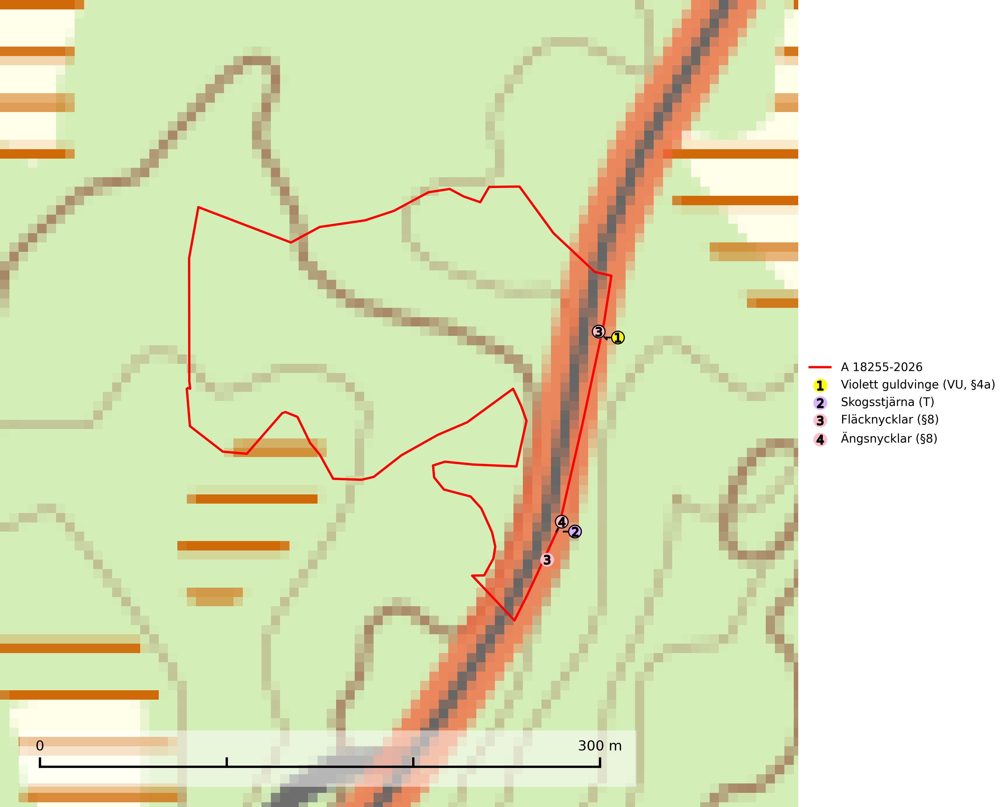 3
1
4
2
3
0
300 m
A 18255-2026
1 Violett guldvinge (VU, §4a)
2 Skogsstjärna (T)
3 Fläcknycklar (§8)
4 Ängsnycklar (§8)